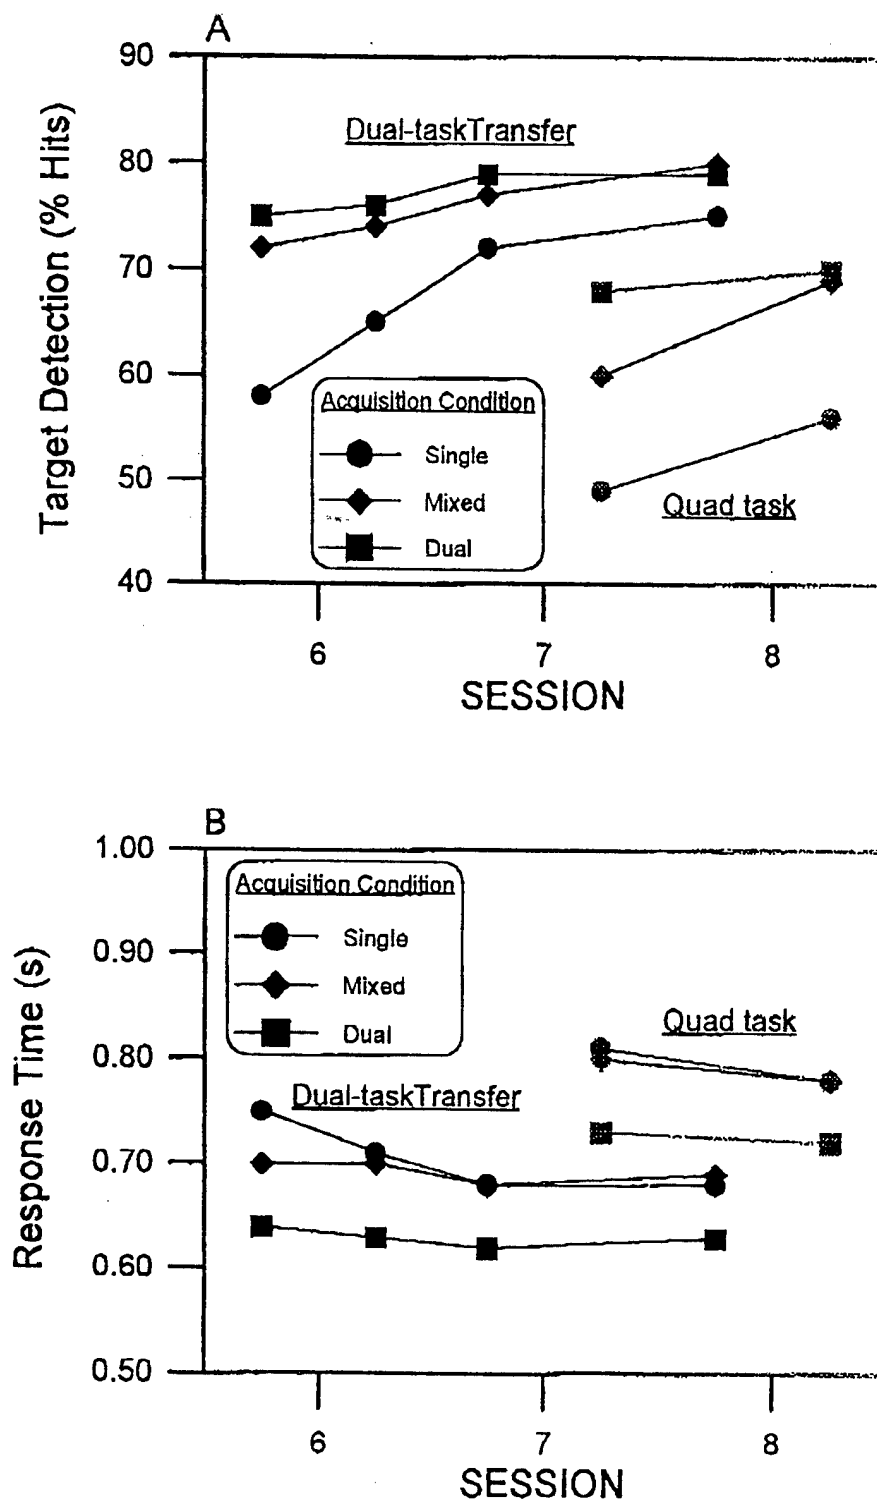 A
90
80
70
60
50
40
Target Detection (% Hits)
Dual-taskTransfer
Acquisition Condition
Single
Mixed
Dual
Quad task
6 7 8
SESSION
B
1.00
0.90
0.80
0.70
0.60
0.50
Response Time (s)
Acquisition Condition
Single
Mixed
Dual
Quad task
Dual-taskTransfer
6 7 8
SESSION